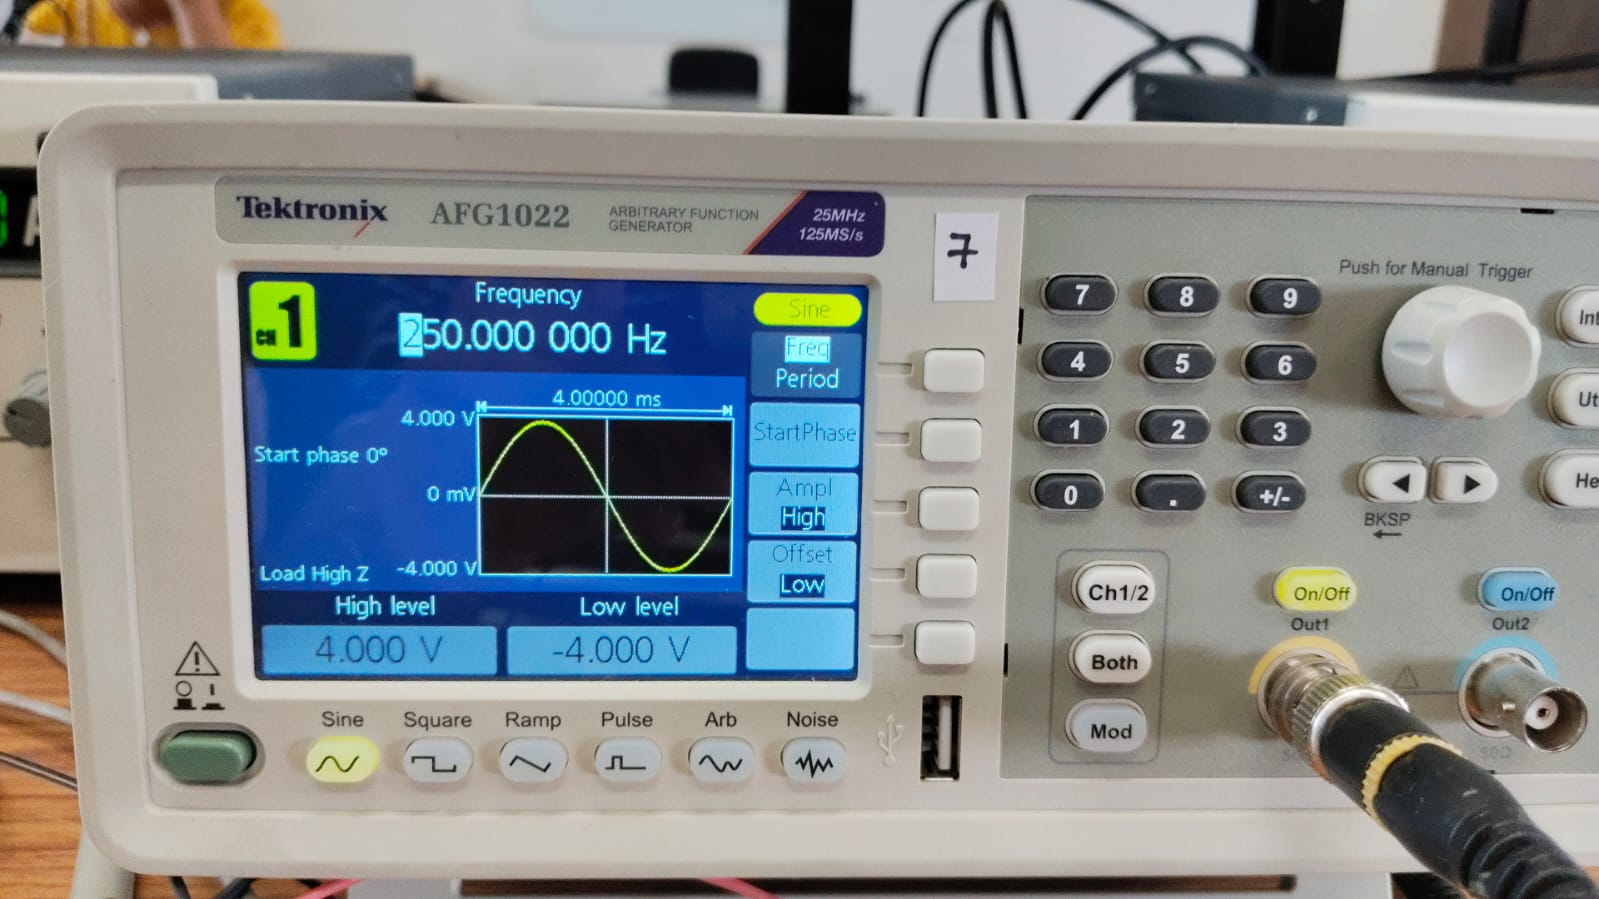 Tektronix AFG1022 ARBITRARY FUNCTION GENERATOR 25MHz 125MS/s
7
CH 1
Frequency
250.000 000 Hz
Sine
Freq
Period
StartPhase
Ampl
High
Offset
Low
4.00000 ms
4.000 V
Start phase 0°
0 mV
Load High Z
-4.000 V
High level Low level
4.000 V -4.000 V
Sine Square Ramp Pulse Arb Noise
Push for Manual Trigger
7 8 9
4 5 6
1 2 3
0 . +/-
BKSP
Ch1/2
Both
Mod
On/Off
Out1
On/Off
Out2
50Ω
Int
Ut
He